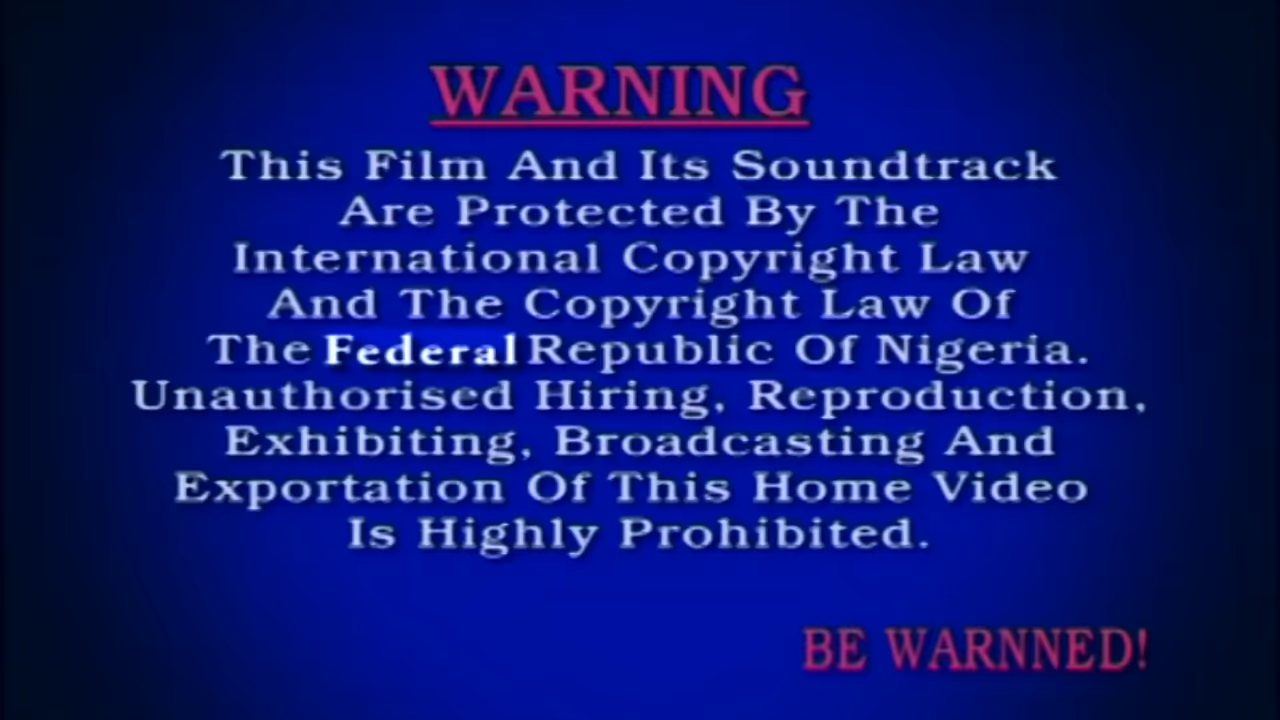 WARNING
This Film And Its Soundtrack
Are Protected By The
International Copyright Law
And The Copyright Law Of
The Federal Republic Of Nigeria.
Unauthorised Hiring, Reproduction,
Exhibiting, Broadcasting And
Exportation Of This Home Video
Is Highly Prohibited.
BE WARNNED!